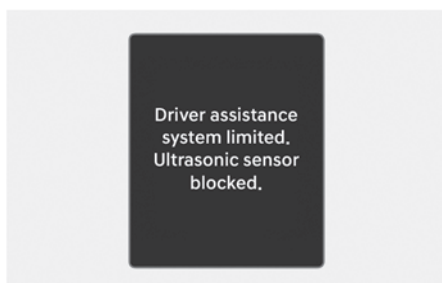 Driver assistance
system limited.
Ultrasonic sensor
blocked.